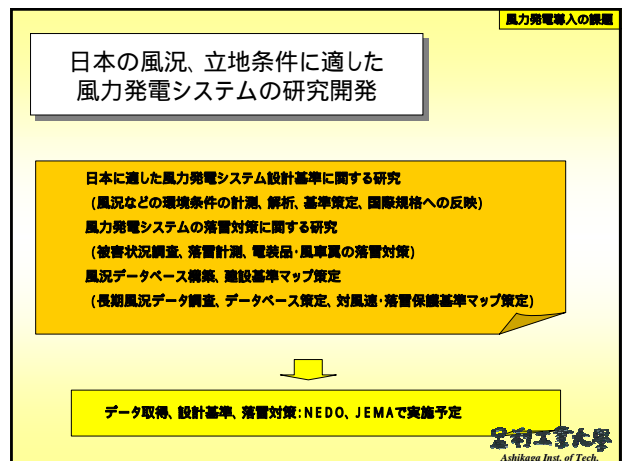 風力発電導入の課題
日本の風況、立地条件に適した
風力発電システムの研究開発
日本に適した風力発電システム設計基準に関する研究
(風況などの環境条件の計測、解析、基準策定、国際規格への反映)
風力発電システムの落雷対策に関する研究
(被害状況調査、落雷計測、電装品・風車翼の落雷対策)
風況データベース構築、建設基準マップ策定
(長期風況データ調査、データベース策定、対風速・落雷保護基準マップ策定)
データ取得、設計基準、落雷対策:NEDO、JEMAで実施予定
足利工業大學
Ashikaga Inst. of Tech.